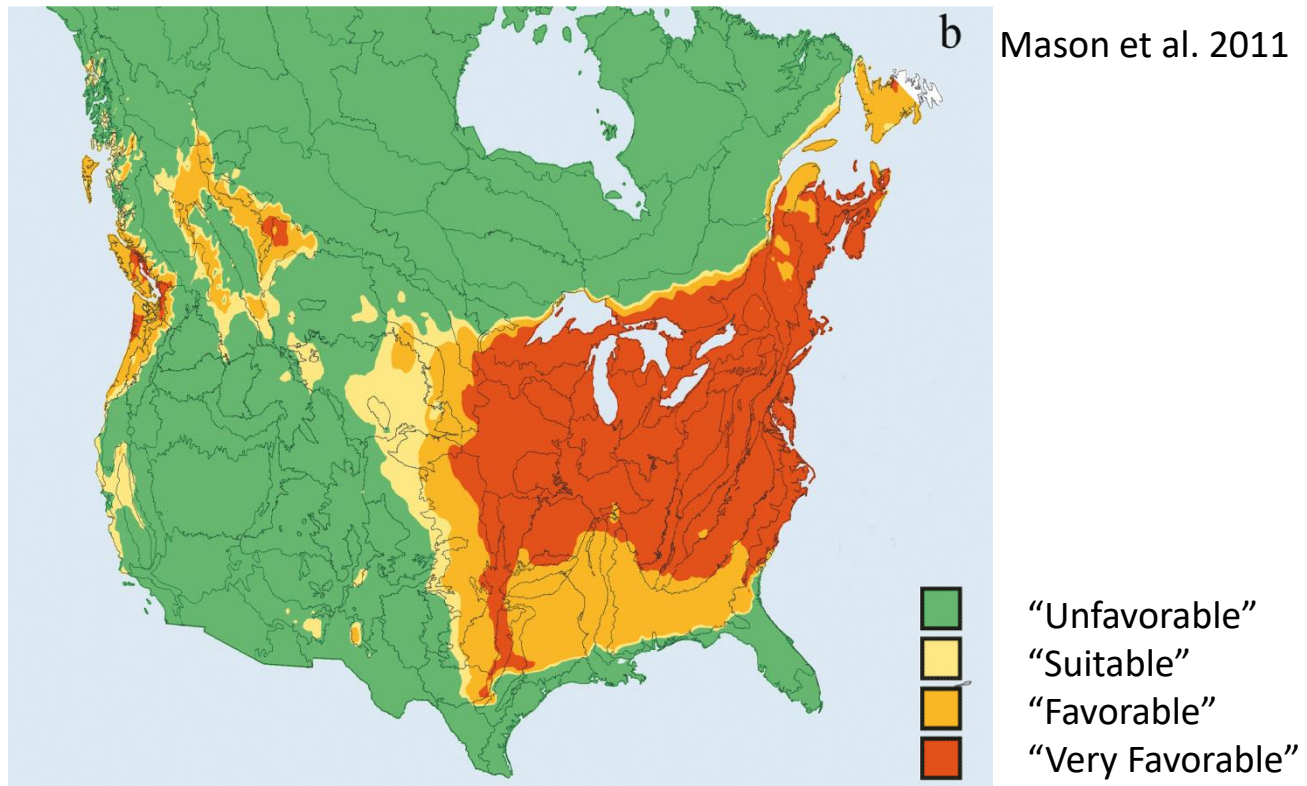 b
Mason et al. 2011
“Unfavorable”
“Suitable”
“Favorable”
“Very Favorable”